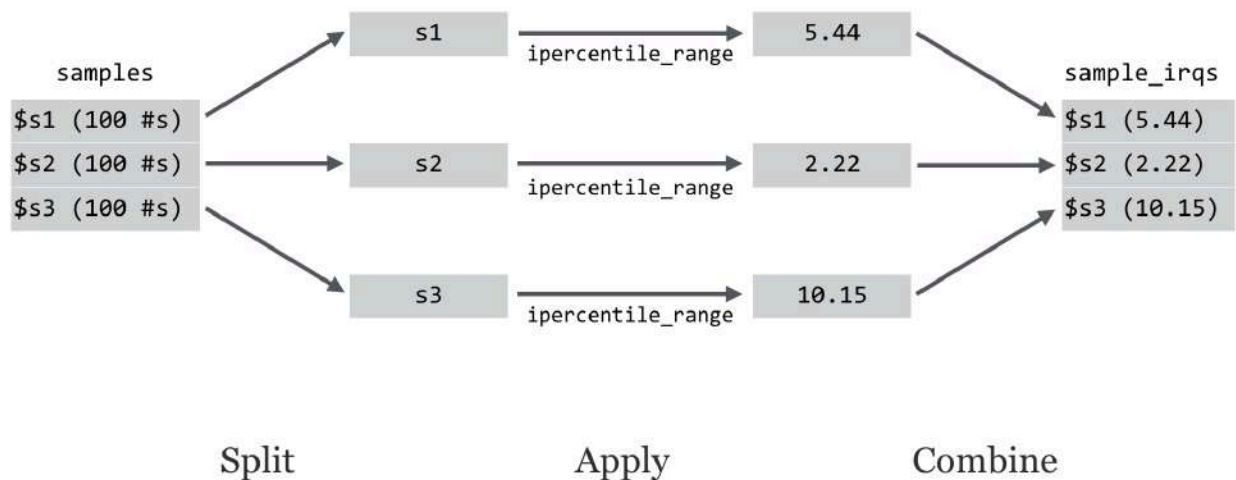 samples
$s1 (100 #s)
$s2 (100 #s)
$s3 (100 #s)
s1
ipercentile_range
5.44
s2
ipercentile_range
2.22
s3
ipercentile_range
10.15
sample_irqs
$s1 (5.44)
$s2 (2.22)
$s3 (10.15)
Split
Apply
Combine